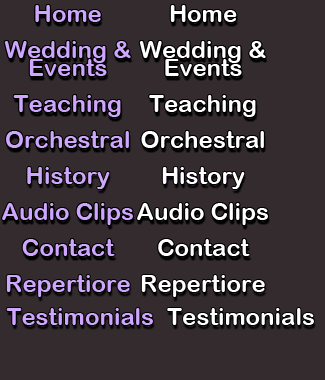 Home Home
Wedding & Wedding &
Events Events
Teaching Teaching
Orchestral Orchestral
History History
Audio Clips Audio Clips
Contact Contact
Repertiore Repertiore
Testimonials Testimonials